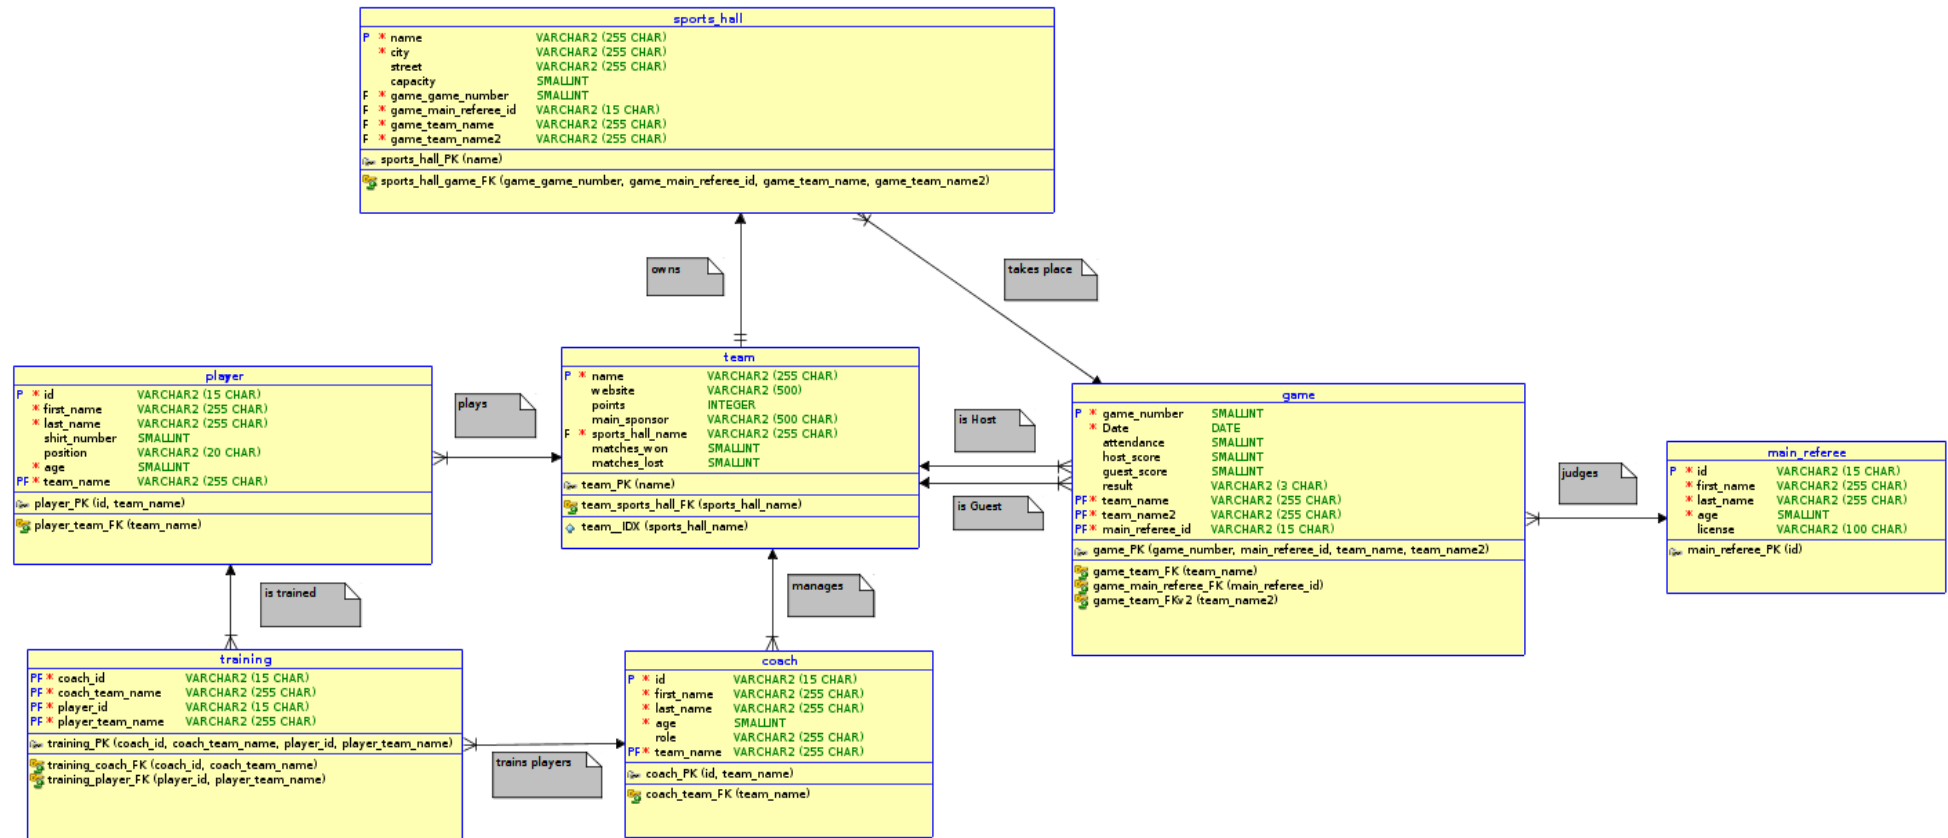 sports_hall
P * name VARCHAR2 (255 CHAR)
* city VARCHAR2 (255 CHAR)
street VARCHAR2 (255 CHAR)
capacity SMALLINT
F * game_game_number SMALLINT
F * game_main_referee_id VARCHAR2 (15 CHAR)
F * game_team_name VARCHAR2 (255 CHAR)
F * game_team_name2 VARCHAR2 (255 CHAR)
sports_hall_PK (name)
sports_hall_game_FK (game_game_number, game_main_referee_id, game_team_name, game_team_name2)
owns
takes place
player
P * id VARCHAR2 (15 CHAR)
* first_name VARCHAR2 (255 CHAR)
* last_name VARCHAR2 (255 CHAR)
shirt_number SMALLINT
position VARCHAR2 (20 CHAR)
* age SMALLINT
PF * team_name VARCHAR2 (255 CHAR)
player_PK (id, team_name)
player_team_FK (team_name)
plays
team
P * name VARCHAR2 (255 CHAR)
website VARCHAR2 (500)
points INTEGER
main_sponsor VARCHAR2 (500 CHAR)
F * sports_hall_name VARCHAR2 (255 CHAR)
matches_won SMALLINT
matches_lost SMALLINT
team_PK (name)
team_sports_hall_FK (sports_hall_name)
team__IDX (sports_hall_name)
is Host
is Guest
game
P * game_number SMALLINT
* Date DATE
attendance SMALLINT
host_score SMALLINT
guest_score SMALLINT
result VARCHAR2 (3 CHAR)
PF * team_name VARCHAR2 (255 CHAR)
PF * team_name2 VARCHAR2 (255 CHAR)
PF * main_referee_id VARCHAR2 (15 CHAR)
game_PK (game_number, main_referee_id, team_name, team_name2)
game_team_FK (team_name)
game_main_referee_FK (main_referee_id)
game_team_FKv2 (team_name2)
judges
main_referee
P * id VARCHAR2 (15 CHAR)
* first_name VARCHAR2 (255 CHAR)
* last_name VARCHAR2 (255 CHAR)
* age SMALLINT
license VARCHAR2 (100 CHAR)
main_referee_PK (id)
is trained
manages
training
PF * coach_id VARCHAR2 (15 CHAR)
PF * coach_team_name VARCHAR2 (255 CHAR)
PF * player_id VARCHAR2 (15 CHAR)
PF * player_team_name VARCHAR2 (255 CHAR)
training_PK (coach_id, coach_team_name, player_id, player_team_name)
training_coach_FK (coach_id, coach_team_name)
training_player_FK (player_id, player_team_name)
trains players
coach
P * id VARCHAR2 (15 CHAR)
* first_name VARCHAR2 (255 CHAR)
* last_name VARCHAR2 (255 CHAR)
* age SMALLINT
role VARCHAR2 (255 CHAR)
PF * team_name VARCHAR2 (255 CHAR)
coach_PK (id, team_name)
coach_team_FK (team_name)